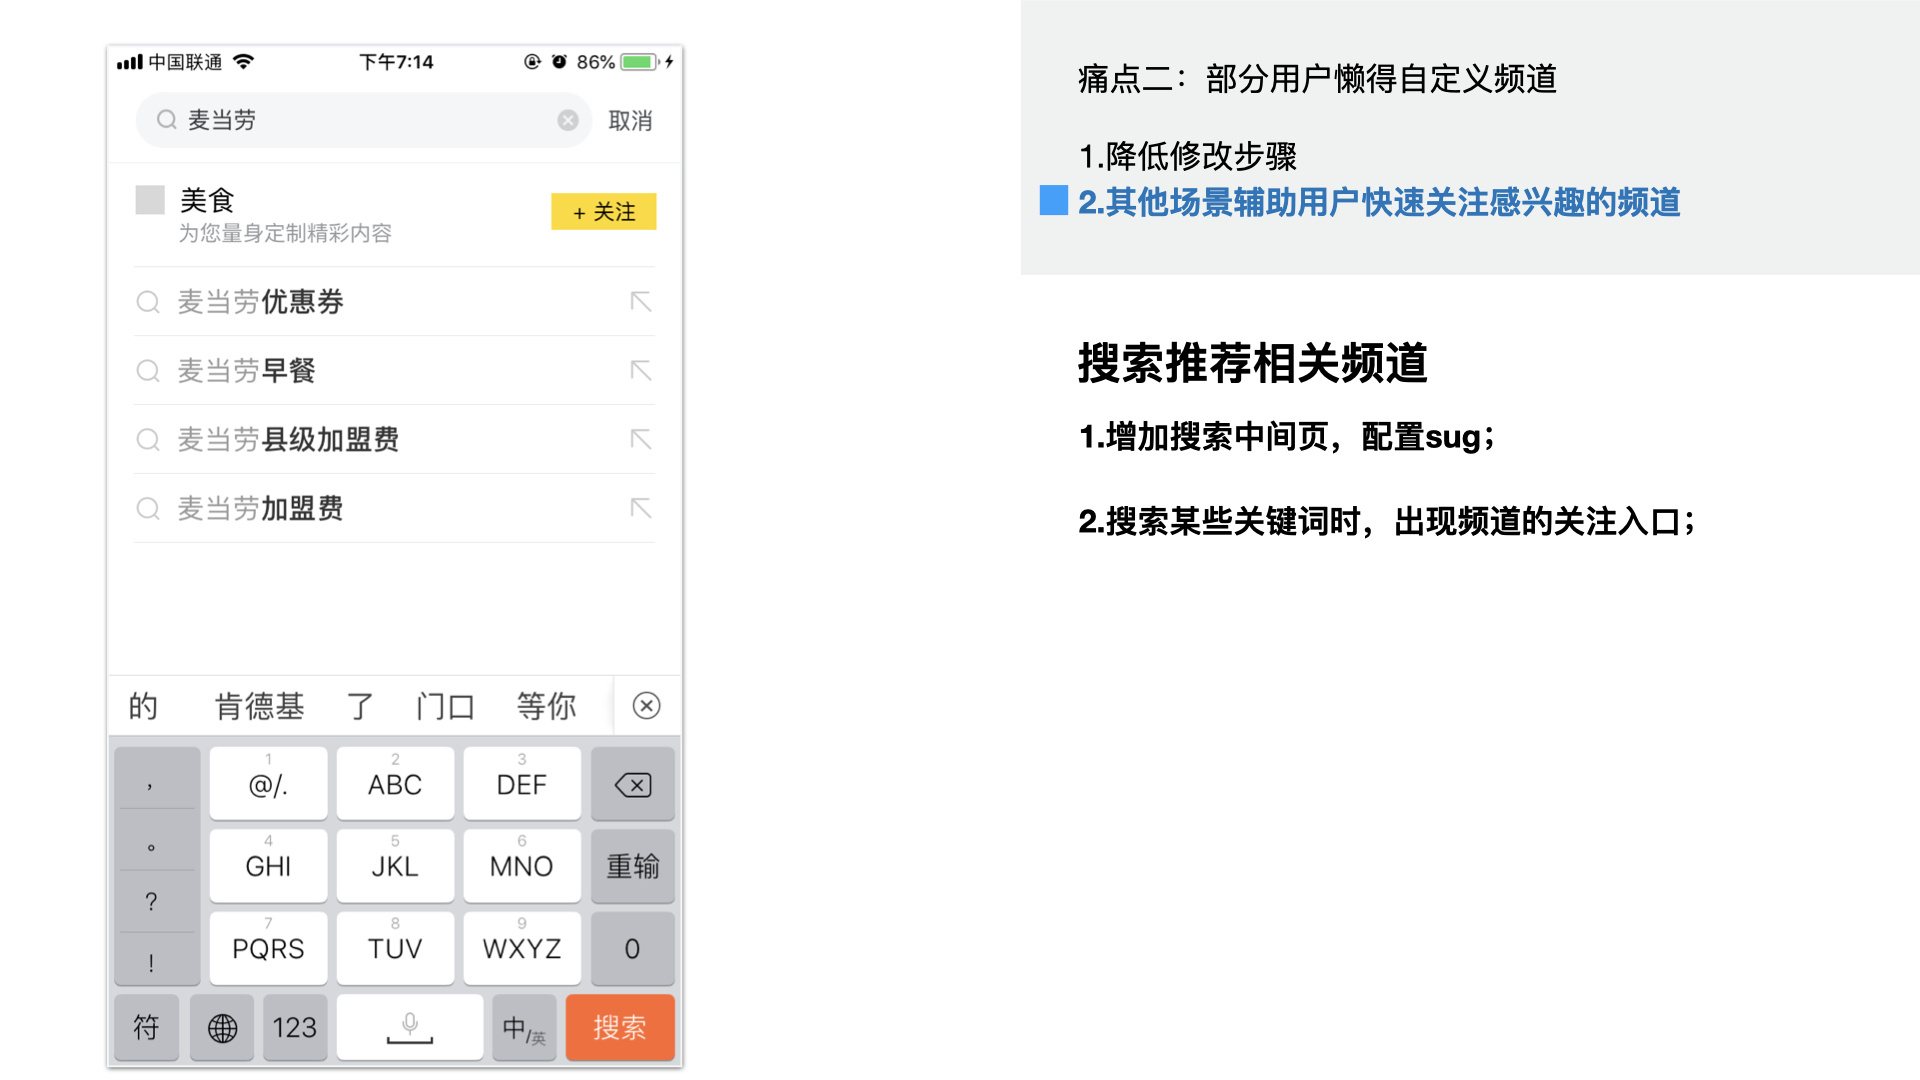 中国联通 下午7:14 86%
麦当劳 取消
美食
为您量身定制精彩内容
+ 关注
麦当劳优惠券
麦当劳早餐
麦当劳县级加盟费
麦当劳加盟费
的 肯德基 了 门口 等你
, 1 @/. 2 ABC 3 DEF
。 4 GHI 5 JKL 6 MNO 重输
?
! 7 PQRS 8 TUV 9 WXYZ 0
符 123 中/英 搜索
痛点二：部分用户懒得自定义频道
1.降低修改步骤
2.其他场景辅助用户快速关注感兴趣的频道
搜索推荐相关频道
1.增加搜索中间页，配置sug；
2.搜索某些关键词时，出现频道的关注入口；